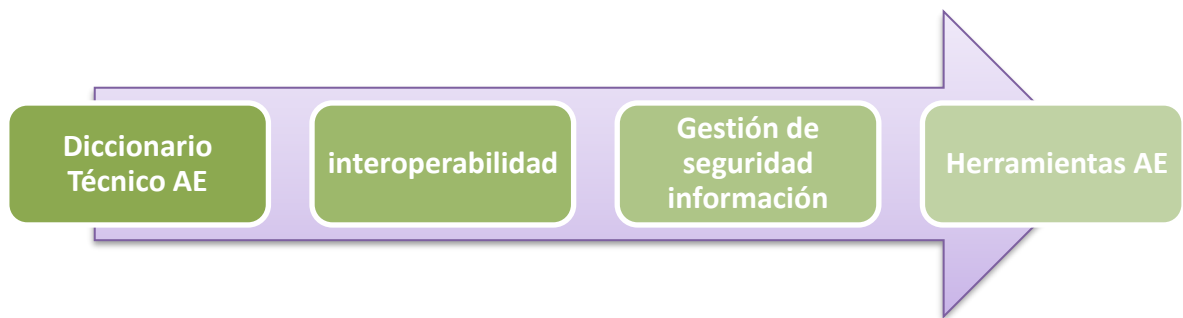 Diccionario
Técnico AE
interoperabilidad
Gestión de
seguridad
información
Herramientas AE